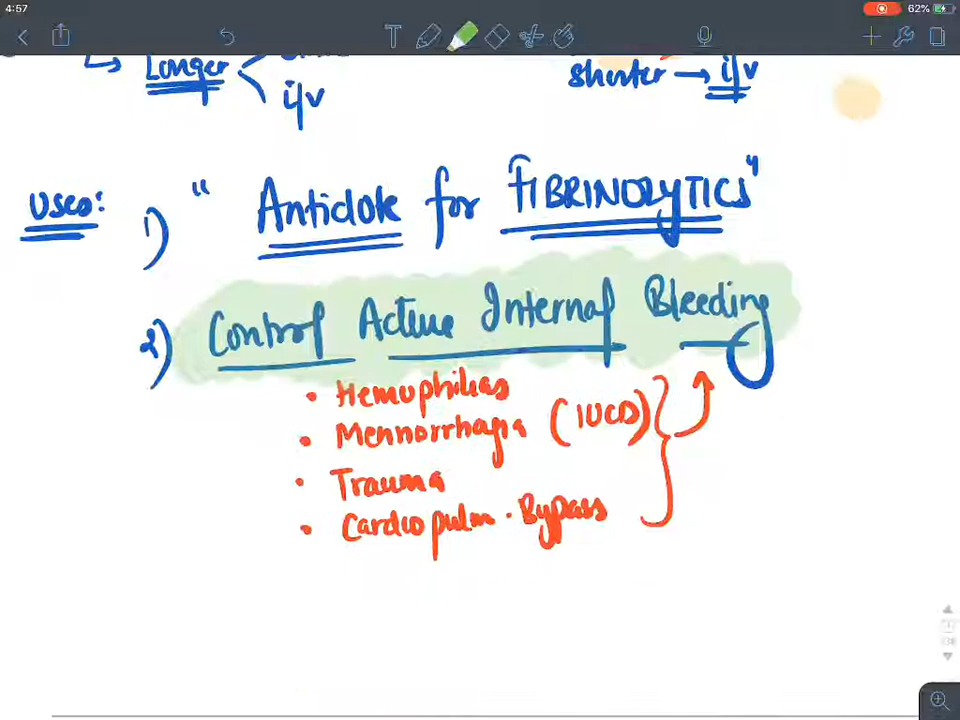 4:57
62%
T
Longer
i/v
shorter → i/v
Uses:
1) "Antidote for FIBRINOLYTICS"
2) Control Active Internal Bleeding
• Hemophilias
• Mennorrhagia (IUCD)
• Trauma
• Cardiopulm. Bypass